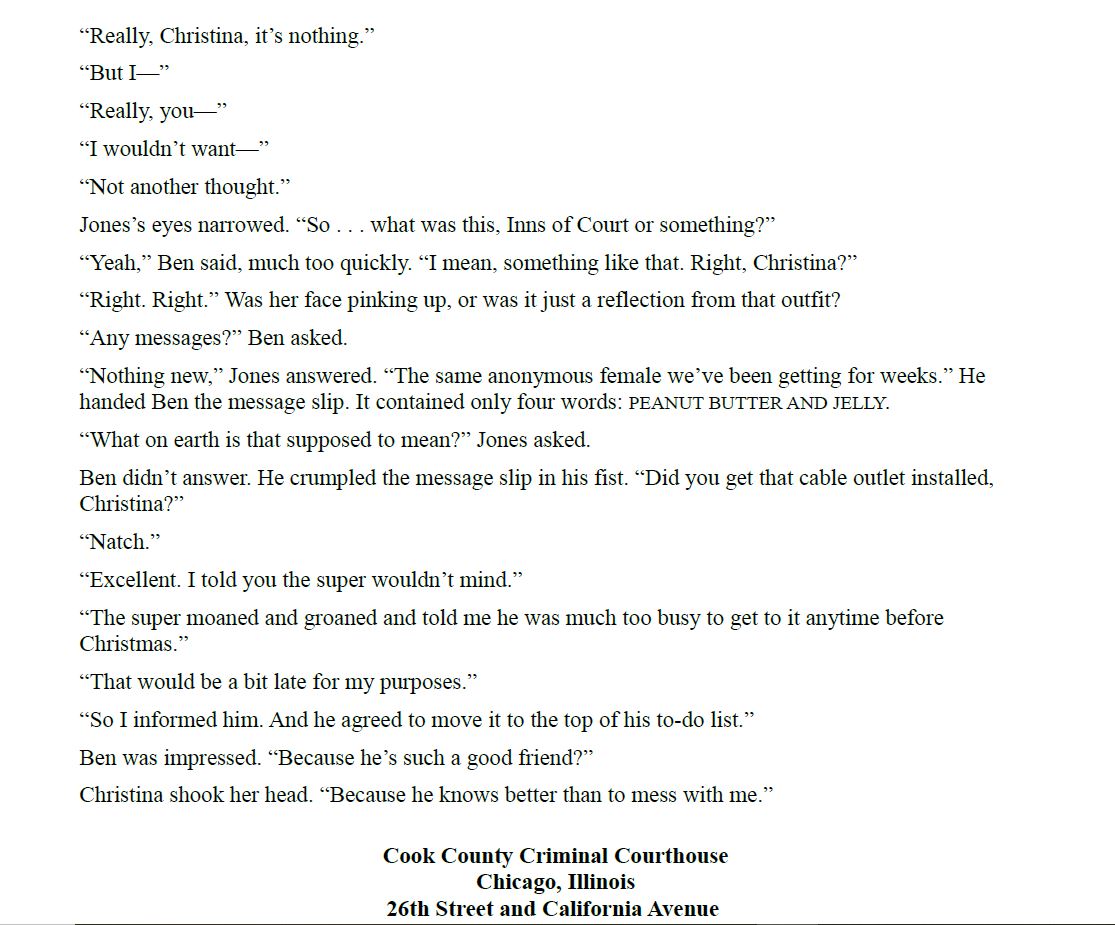 “Really, Christina, it’s nothing.”
“But I—”
“Really, you—”
“I wouldn’t want—”
“Not another thought.”
Jones’s eyes narrowed. “So . . . what was this, Inns of Court or something?”
“Yeah,” Ben said, much too quickly. “I mean, something like that. Right, Christina?”
“Right. Right.” Was her face pinking up, or was it just a reflection from that outfit?
“Any messages?” Ben asked.
“Nothing new,” Jones answered. “The same anonymous female we’ve been getting for weeks.” He
handed Ben the message slip. It contained only four words: PEANUT BUTTER AND JELLY.
“What on earth is that supposed to mean?” Jones asked.
Ben didn’t answer. He crumpled the message slip in his fist. “Did you get that cable outlet installed,
Christina?”
“Natch.”
“Excellent. I told you the super wouldn’t mind.”
“The super moaned and groaned and told me he was much too busy to get to it anytime before
Christmas.”
“That would be a bit late for my purposes.”
“So I informed him. And he agreed to move it to the top of his to-do list.”
Ben was impressed. “Because he’s such a good friend?”
Christina shook her head. “Because he knows better than to mess with me.”
Cook County Criminal Courthouse
Chicago, Illinois
26th Street and California Avenue